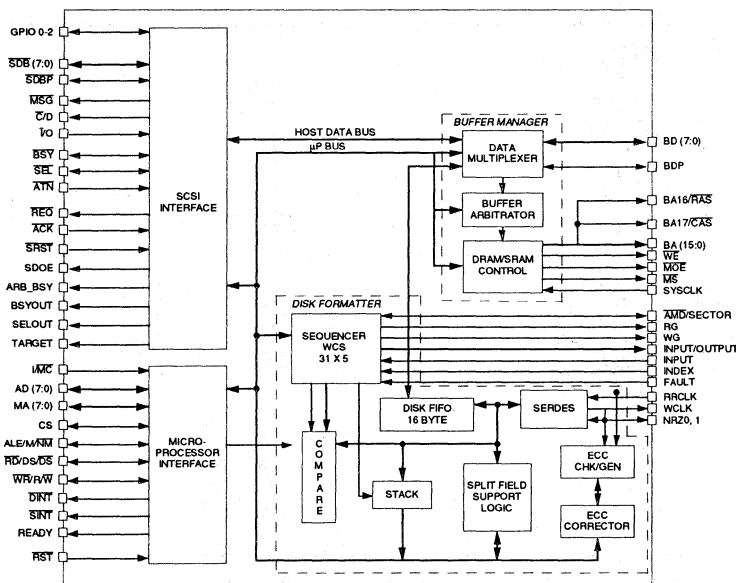 GPIO 0-2
SDB (7:0)
SDBP
MSG
C/D
I/O
BSY
SEL
ATN
REQ
ACK
SRST
SDOE
ARB_BSY
BSYOUT
SELOUT
TARGET
I/MC
AD (7:0)
MA (7:0)
CS
ALE/M/NM
RD/DS/DS
WR/R/W
DINT
SINT
READY
RST
SCSI
INTERFACE
MICRO-
PROCESSOR
INTERFACE
HOST DATA BUS
µP BUS
BUFFER MANAGER
DATA
MULTIPLEXER
BUFFER
ARBITRATOR
DRAM/SRAM
CONTROL
DISK FORMATTER
SEQUENCER
WCS
31 X 5
DISK FIFO
16 BYTE
SERDES
COMPARE
STACK
SPLIT FIELD
SUPPORT
LOGIC
ECC
CHK/GEN
ECC
CORRECTOR
BD (7:0)
BDP
BA16/RAS
BA17/CAS
BA (15:0)
WE
MOE
MS
SYSCLK
AMD/SECTOR
RG
WG
INPUT/OUTPUT
INPUT
INDEX
FAULT
RRCLK
WCLK
NRZ0, 1